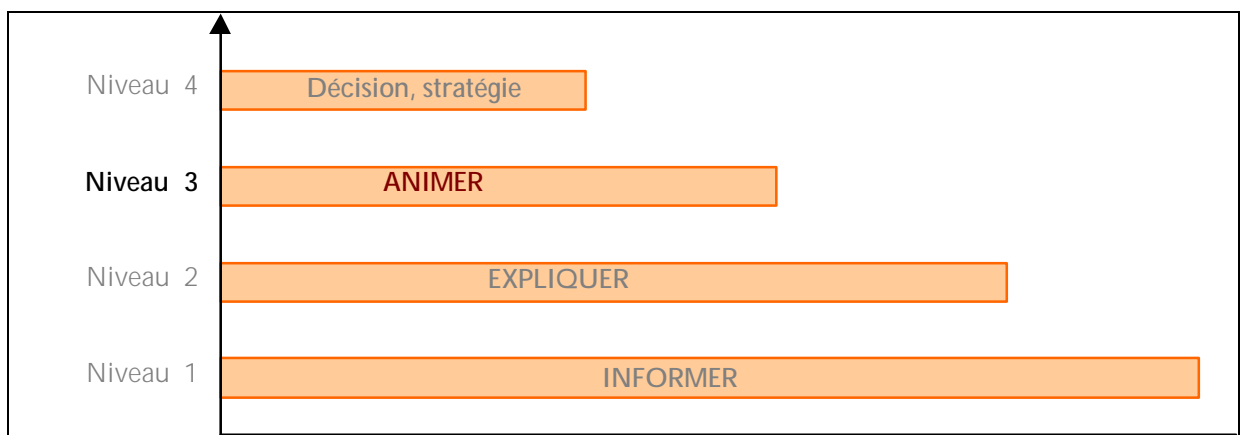 Niveau 4 Décision, stratégie
Niveau 3 ANIMER
Niveau 2 EXPLIQUER
Niveau 1 INFORMER